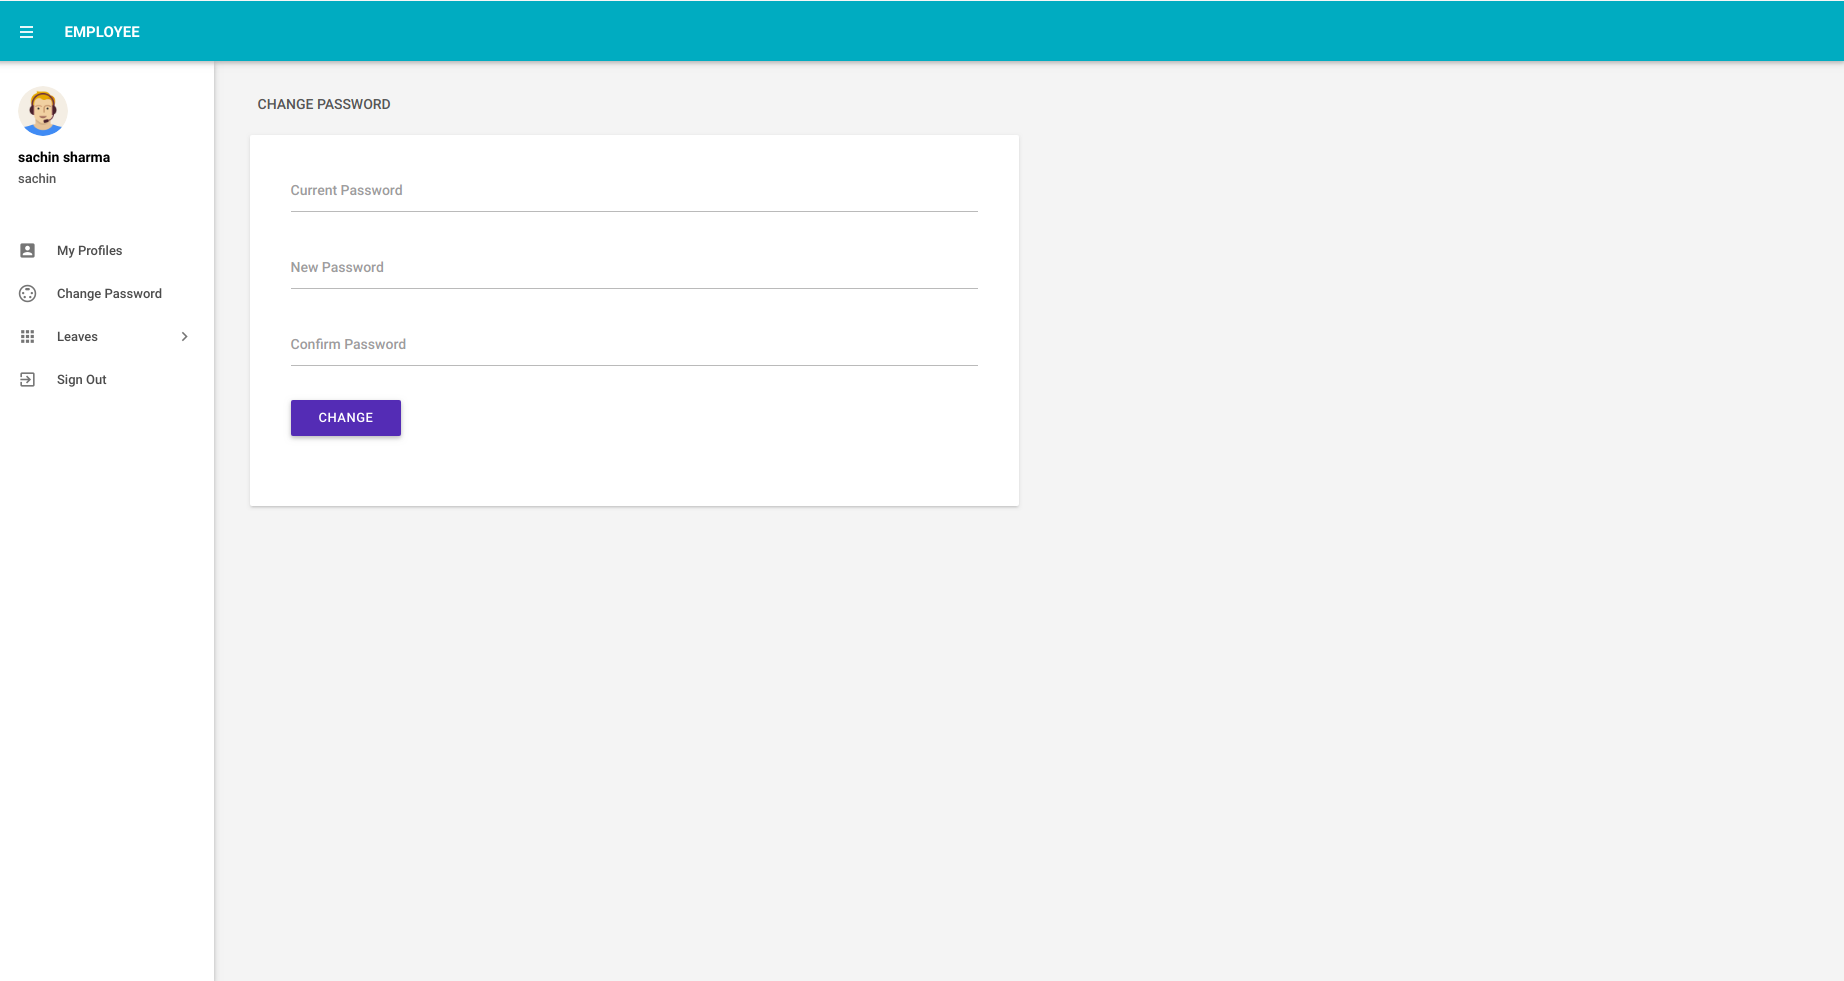 EMPLOYEE
sachin sharma
sachin
My Profiles
Change Password
Leaves
Sign Out
CHANGE PASSWORD
Current Password
New Password
Confirm Password
CHANGE